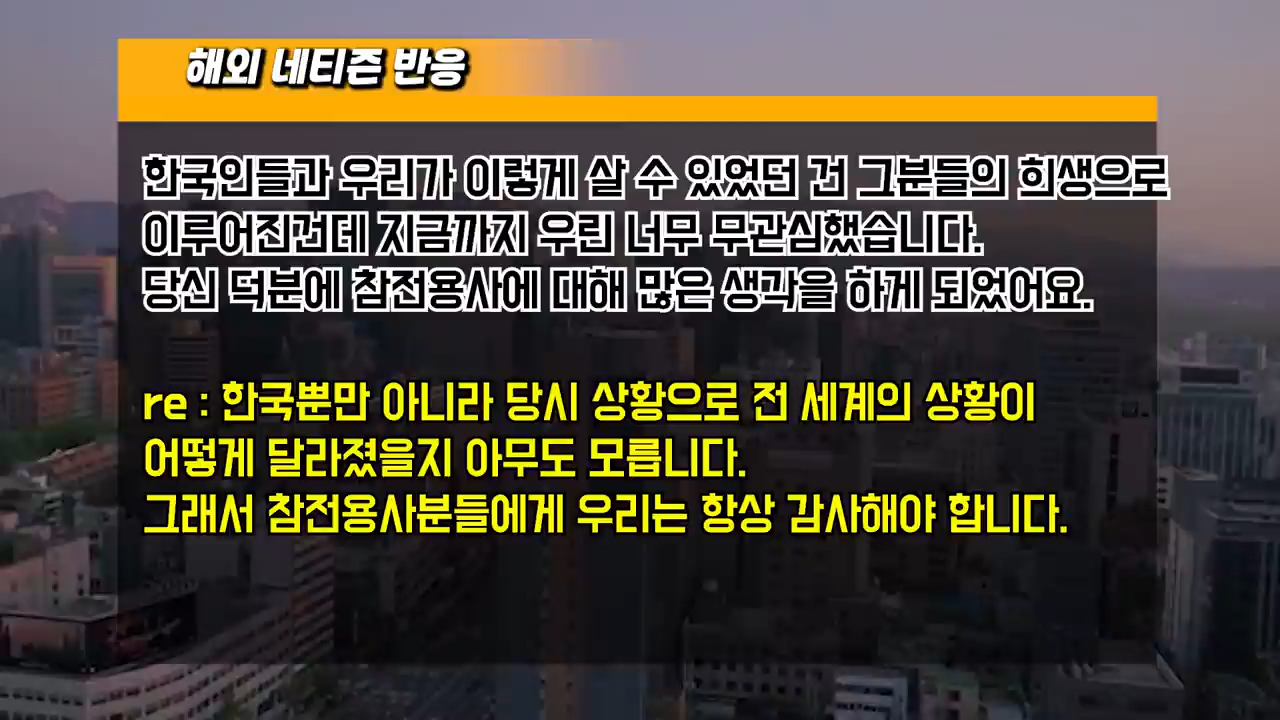 해외 네티즌 반응
한국인들과 우리가 이렇게 살 수 있었던 건 그분들의 희생으로
이루어진건데 지금까지 우린 너무 무관심했습니다.
당신 덕분에 참전용사에 대해 많은 생각을 하게 되었어요.
re : 한국뿐만 아니라 당시 상황으로 전 세계의 상황이
어떻게 달라졌을지 아무도 모릅니다.
그래서 참전용사분들에게 우리는 항상 감사해야 합니다.